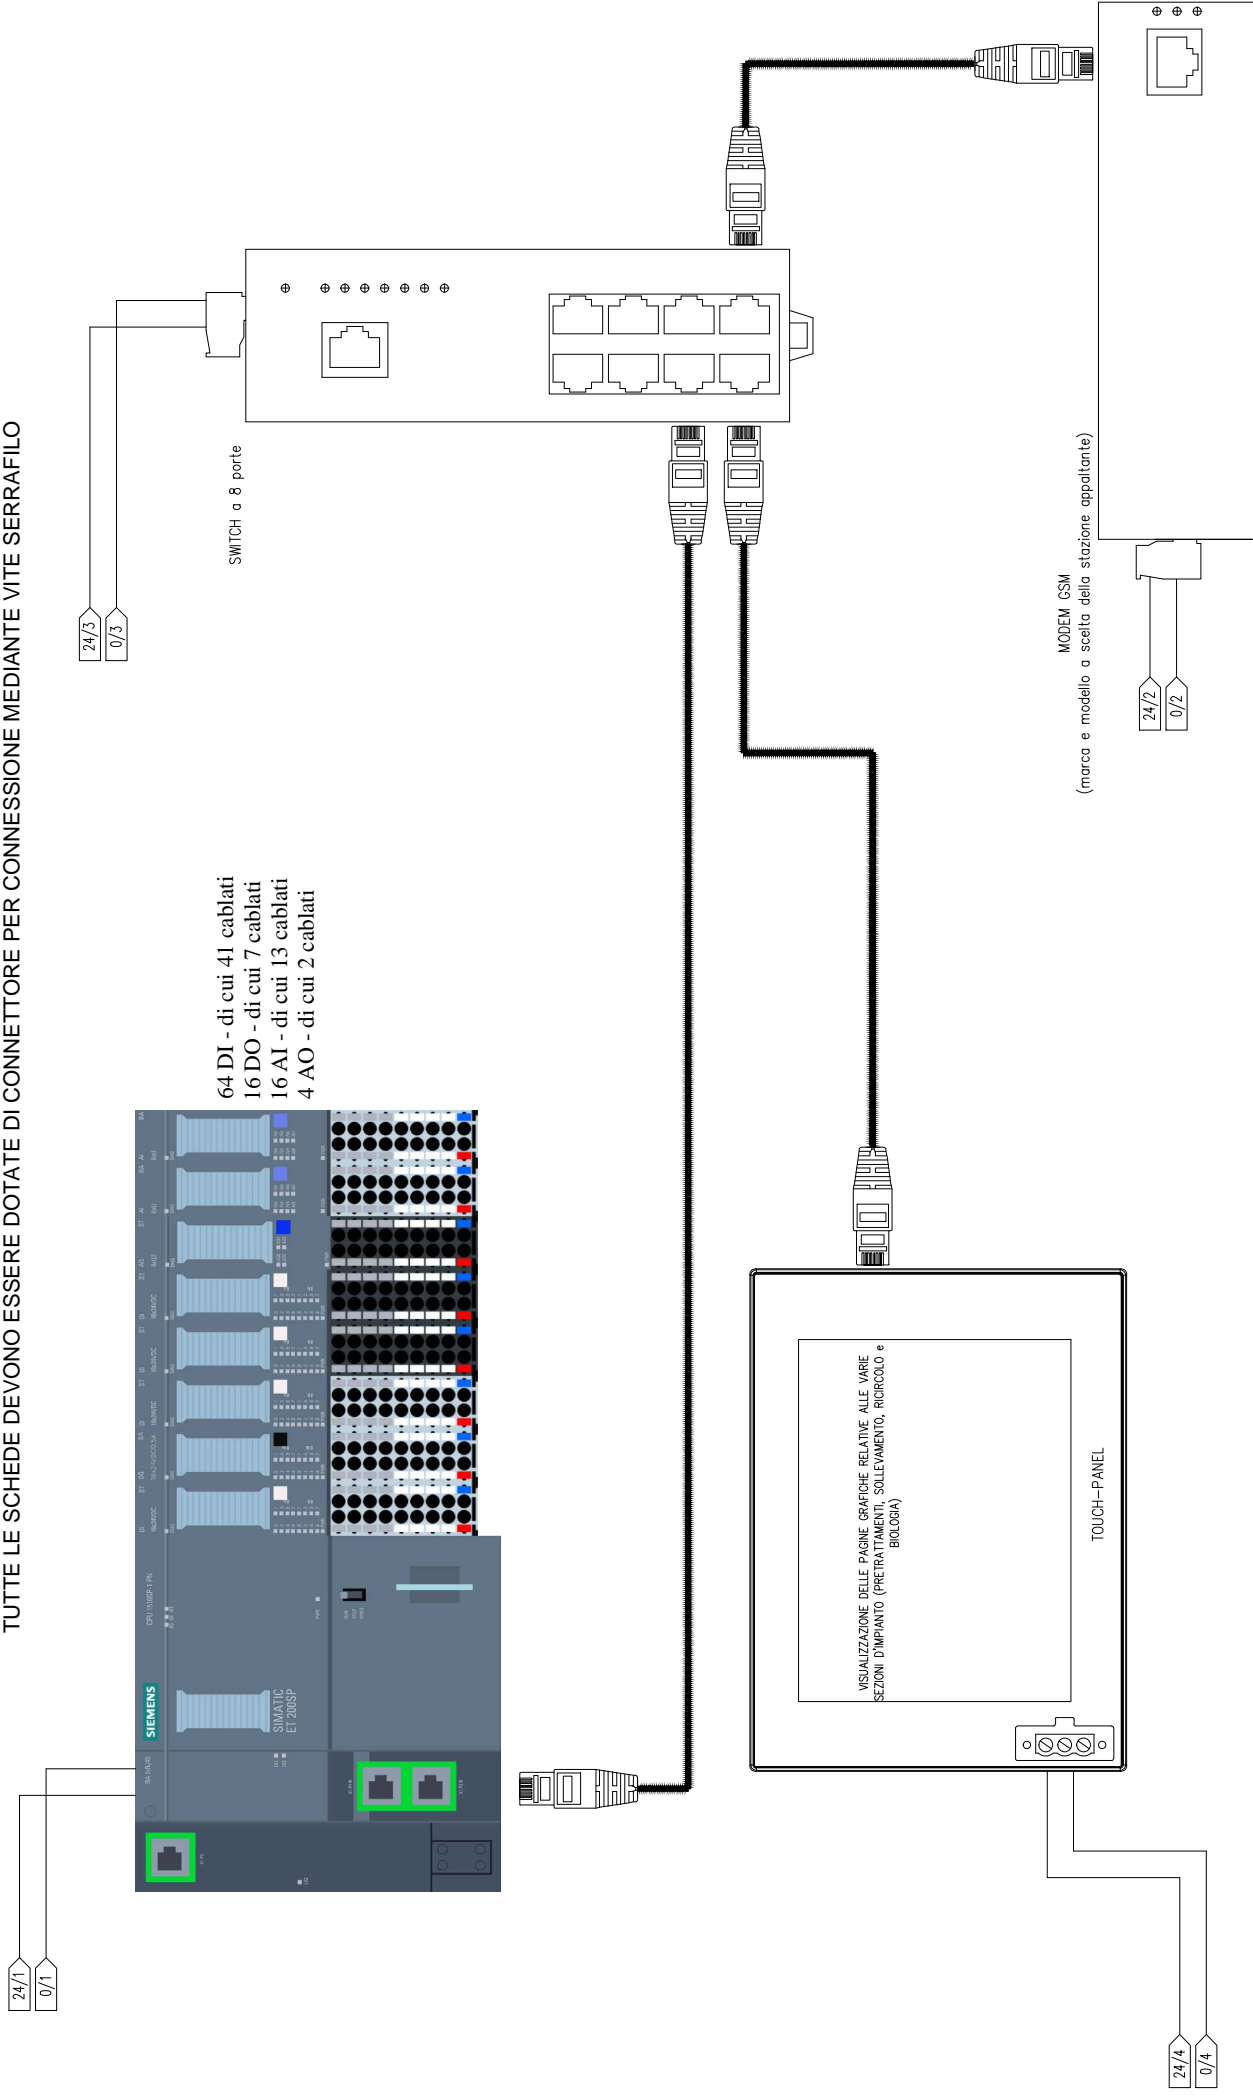 TUTTE LE SCHEDE DEVONO ESSERE DOTATE DI CONNETTORE PER CONNESSIONE MEDIANTE VITE SERRAFILO
24/1
0/1
24/3
0/3
SWITCH a 8 porte
64 DI - di cui 41 cablati
16 DO - di cui 7 cablati
16 AI - di cui 13 cablati
4 AO - di cui 2 cablati
SIEMENS
SIMATIC
ET 200SP
MODEM GSM
(marca e modello a scelta della stazione appaltante)
24/2
0/2
VISUALIZZAZIONE DELLE PAGINE GRAFICHE RELATIVE ALLE VARIE
SEZIONI D'IMPIANTO (PRETRATTAMENTI, SOLLEVAMENTO, RICIRCOLO e
BIOLOGIA)
TOUCH-PANEL
24/4
0/4